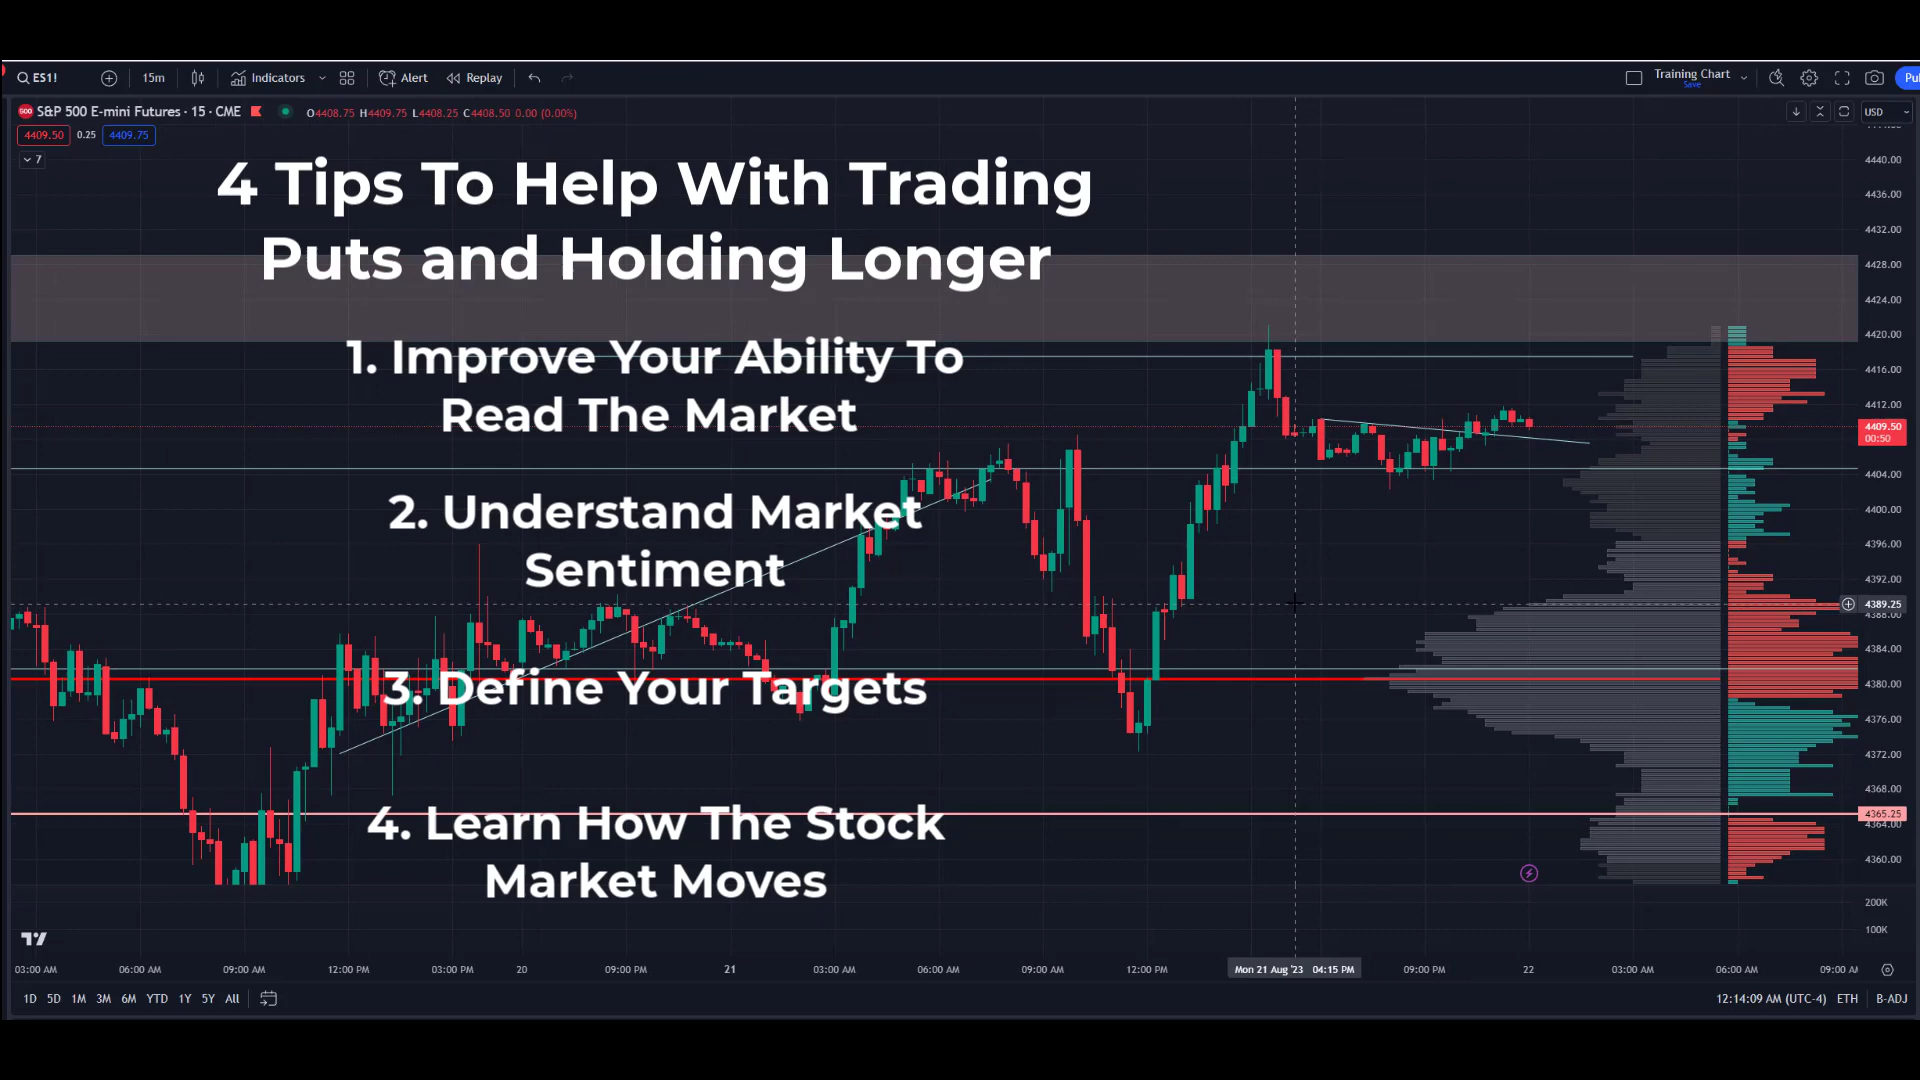 ES1!
15m
Indicators
Alert
Replay
Training Chart
Save
Pu
S&P 500 E-mini Futures · 15 · CME
O4408.75 H4409.75 L4408.25 C4408.50 0.00 (0.00%)
USD
4409.50 0.25 4409.75
7
4 Tips To Help With Trading
Puts and Holding Longer
1. Improve Your Ability To
Read The Market
2. Understand Market
Sentiment
3. Define Your Targets
4. Learn How The Stock
Market Moves
4440.00
4436.00
4432.00
4428.00
4424.00
4420.00
4416.00
4412.00
4409.50
00:50
4404.00
4400.00
4396.00
4392.00
4389.25
4388.00
4384.00
4380.00
4376.00
4372.00
4368.00
4365.25
4364.00
4360.00
200K
100K
03:00 AM 06:00 AM 09:00 AM 12:00 PM 03:00 PM 20 09:00 PM 21 03:00 AM 06:00 AM 09:00 AM 12:00 PM Mon 21 Aug '23 04:15 PM 09:00 PM 22 03:00 AM 06:00 AM 09:00 A
1D 5D 1M 3M 6M YTD 1Y 5Y All
12:14:09 AM (UTC-4) ETH B-ADJ